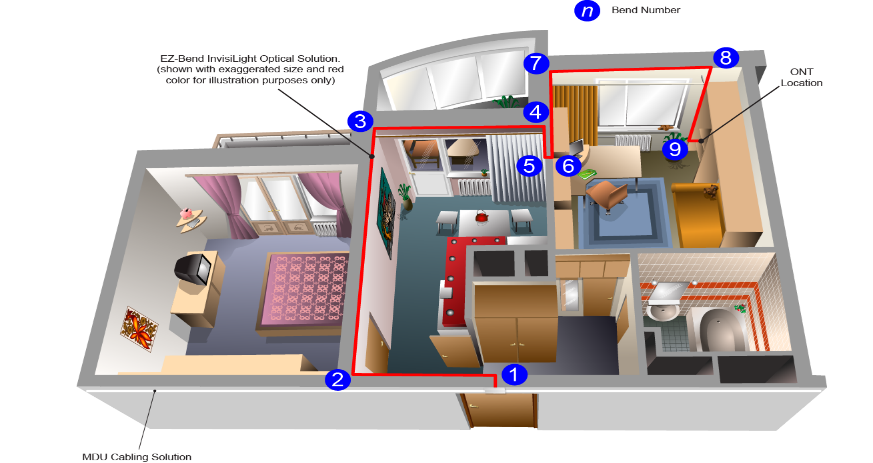 n Bend Number
EZ-Bend InvisiLight Optical Solution.
(shown with exaggerated size and red
color for illustration purposes only)
7
8
ONT
Location
3
4
5
6
9
1
2
MDU Cabling Solution